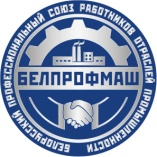 БЕЛОРУССКИЙ ПРОФЕССИОНАЛЬНЫЙ СОЮЗ РАБОТНИКОВ ОТРАСЛЕЙ ПРОМЫШЛЕННОСТИ
БЕЛПРОФМАШ